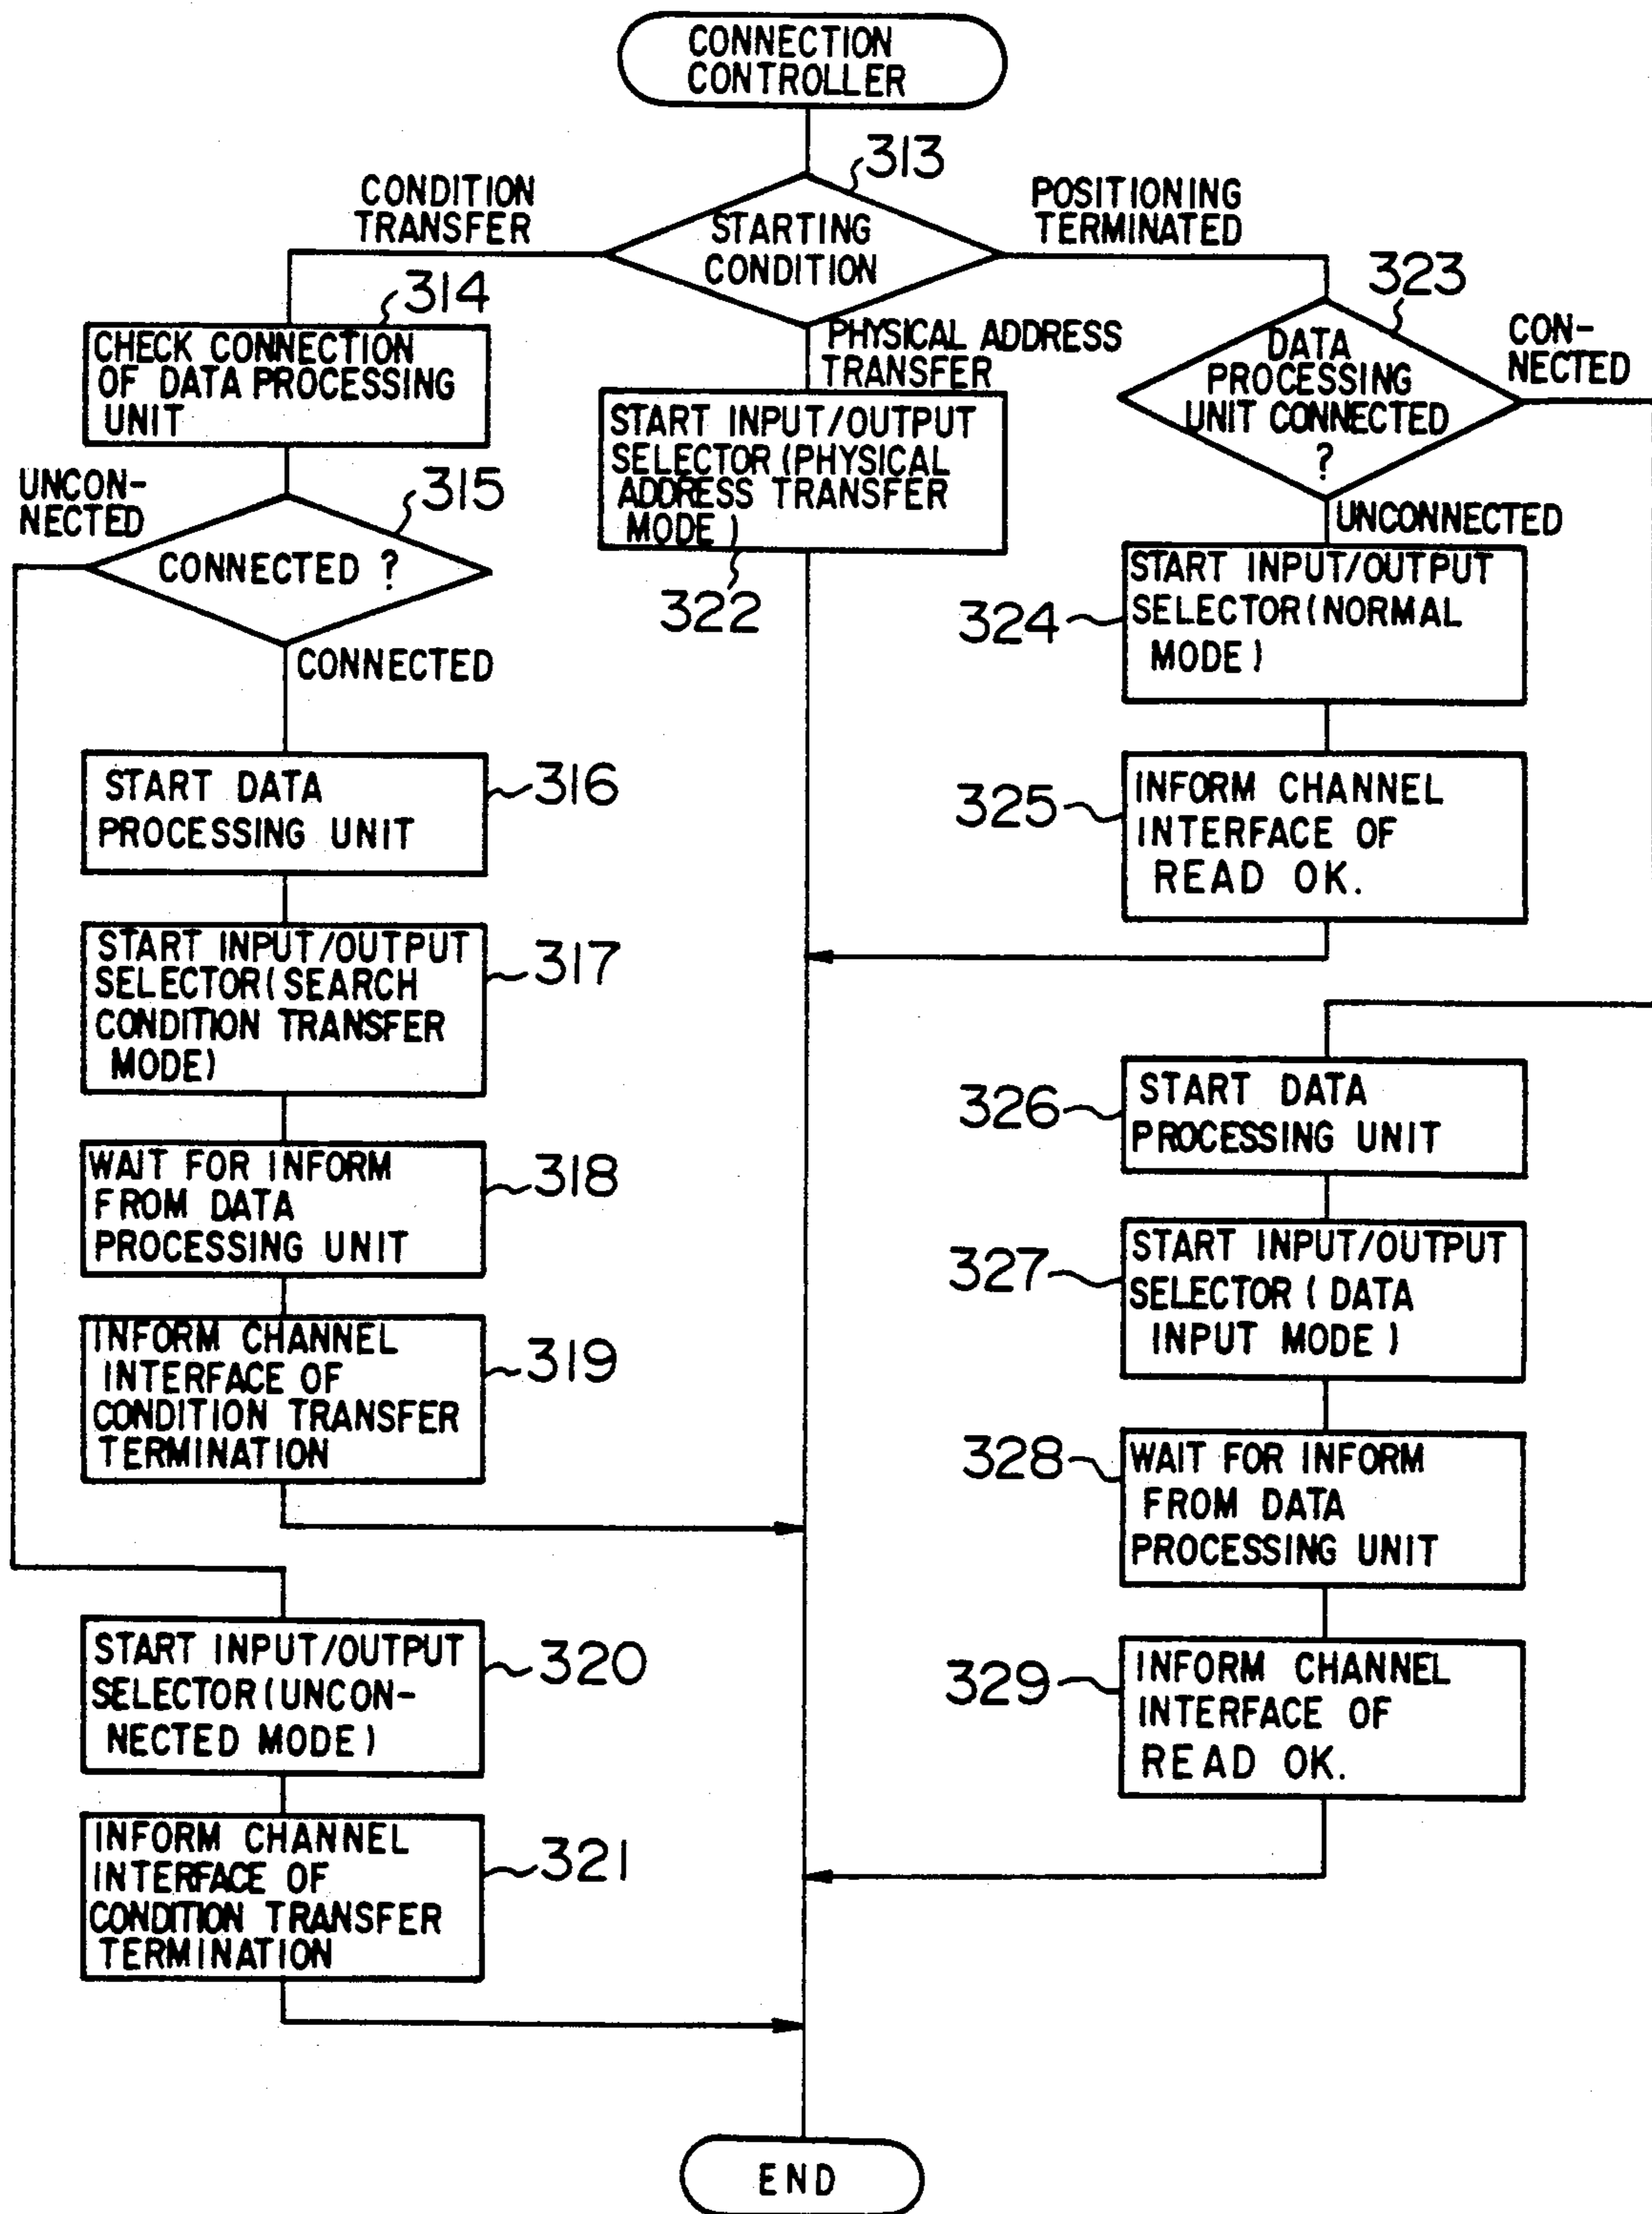 CONNECTION
CONTROLLER
313
STARTING
CONDITION
CONDITION
TRANSFER
POSITIONING
TERMINATED
PHYSICAL ADDRESS
TRANSFER
314
CHECK CONNECTION
OF DATA PROCESSING
UNIT
UNCON-
NECTED
315
CONNECTED ?
CONNECTED
316
START DATA
PROCESSING UNIT
317
START INPUT/OUTPUT
SELECTOR(SEARCH
CONDITION TRANSFER
MODE)
318
WAIT FOR INFORM
FROM DATA
PROCESSING UNIT
319
INFORM CHANNEL
INTERFACE OF
CONDITION TRANSFER
TERMINATION
320
START INPUT/OUTPUT
SELECTOR(UNCON-
NECTED MODE)
321
INFORM CHANNEL
INTERFACE OF
CONDITION TRANSFER
TERMINATION
START INPUT/OUTPUT
SELECTOR(PHYSICAL
ADDRESS TRANSFER
MODE)
322
323
DATA
PROCESSING
UNIT CONNECTED
?
CON-
NECTED
UNCONNECTED
324
START INPUT/OUTPUT
SELECTOR(NORMAL
MODE)
325
INFORM CHANNEL
INTERFACE OF
READ OK.
326
START DATA
PROCESSING UNIT
327
START INPUT/OUTPUT
SELECTOR (DATA
INPUT MODE)
328
WAIT FOR INFORM
FROM DATA
PROCESSING UNIT
329
INFORM CHANNEL
INTERFACE OF
READ OK.
END